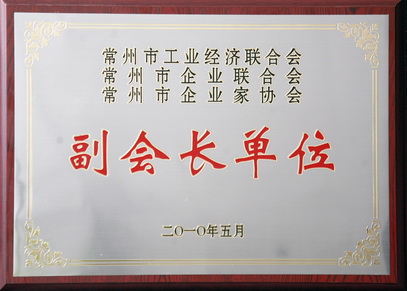 常州市工业经济联合会
常州市企业联合会
常州市企业家协会
副会长单位
二〇一〇年五月